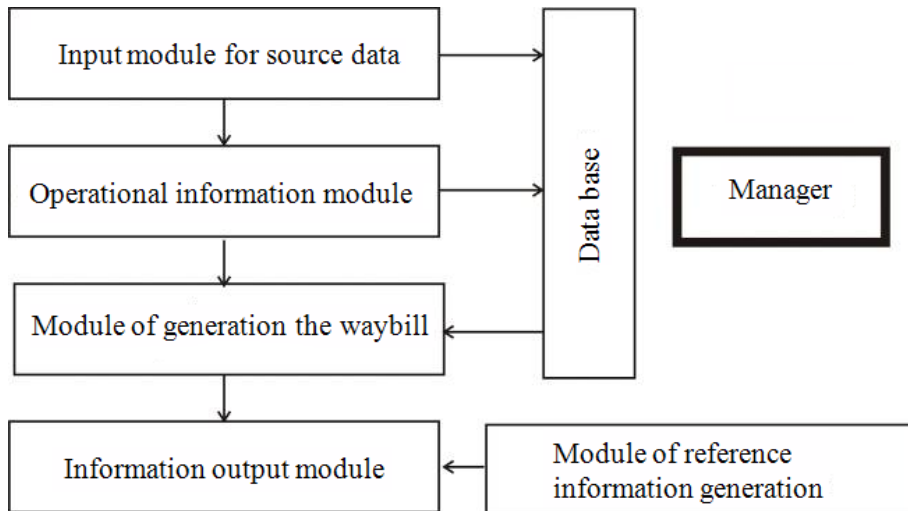 Input module for source data
Operational information module
Data base
Manager
Module of generation the waybill
Information output module
Module of reference
information generation